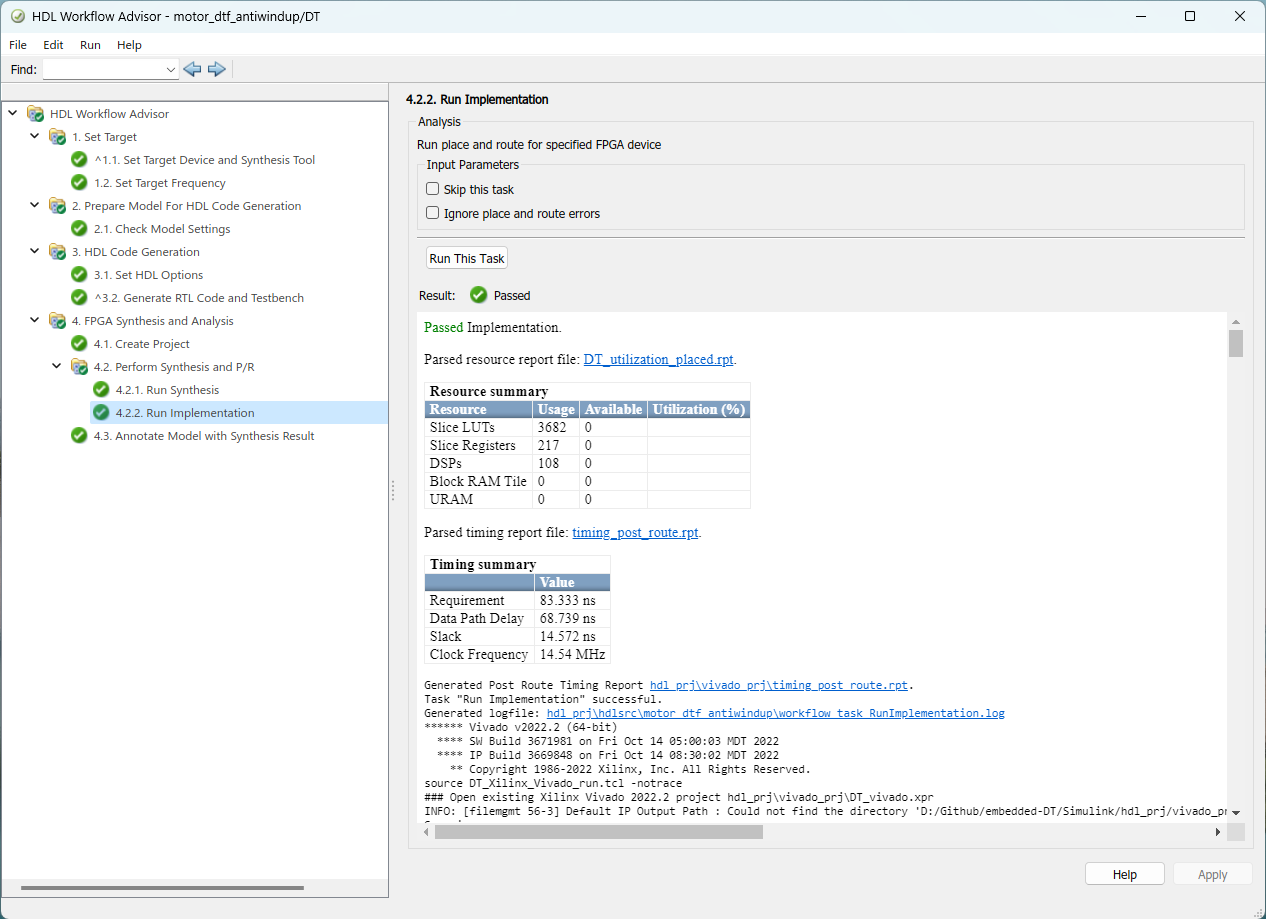 HDL Workflow Advisor - motor_dtf_antiwindup/DT
File Edit Run Help
Find:
HDL Workflow Advisor
1. Set Target
^1.1. Set Target Device and Synthesis Tool
1.2. Set Target Frequency
2. Prepare Model For HDL Code Generation
2.1. Check Model Settings
3. HDL Code Generation
3.1. Set HDL Options
^3.2. Generate RTL Code and Testbench
4. FPGA Synthesis and Analysis
4.1. Create Project
4.2. Perform Synthesis and P/R
4.2.1. Run Synthesis
4.2.2. Run Implementation
4.3. Annotate Model with Synthesis Result
4.2.2. Run Implementation
Analysis
Run place and route for specified FPGA device
Input Parameters
Skip this task
Ignore place and route errors
Run This Task
Result: Passed
Passed Implementation.
Parsed resource report file: DT_utilization_placed.rpt.
Resource summary
Resource Usage Available Utilization (%)
Slice LUTs 3682 0
Slice Registers 217 0
DSPs 108 0
Block RAM Tile 0 0
URAM 0 0
Parsed timing report file: timing_post_route.rpt.
Timing summary
Value
Requirement 83.333 ns
Data Path Delay 68.739 ns
Slack 14.572 ns
Clock Frequency 14.54 MHz
Generated Post Route Timing Report hdl_prj\vivado_prj\timing_post_route.rpt.
Task "Run Implementation" successful.
Generated logfile: hdl_prj\hdlsrc\motor_dtf_antiwindup\workflow_task_RunImplementation.log
****** Vivado v2022.2 (64-bit)
**** SW Build 3671981 on Fri Oct 14 05:00:03 MDT 2022
**** IP Build 3669848 on Fri Oct 14 08:30:02 MDT 2022
** Copyright 1986-2022 Xilinx, Inc. All Rights Reserved.
source DT_Xilinx_Vivado_run.tcl -notrace
### Open existing Xilinx Vivado 2022.2 project hdl_prj\vivado_prj\DT_vivado.xpr
INFO: [filemgmt 56-3] Default IP Output Path : Could not find the directory 'D:/Github/embedded-DT/Simulink/hdl_prj/vivado_pr
Help Apply